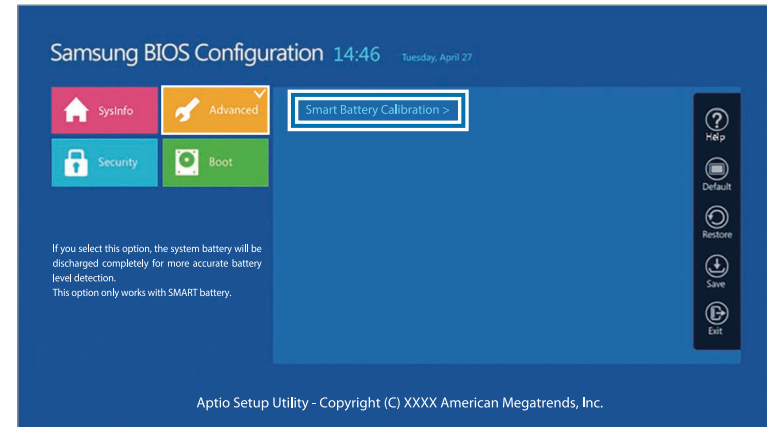 Samsung BIOS Configuration 14:46 Tuesday, April 27
SysInfo
Advanced
Security
Boot
Smart Battery Calibration >
If you select this option, the system battery will be
discharged completely for more accurate battery
level detection.
This option only works with SMART battery.
Help
Default
Restore
Save
Exit
Aptio Setup Utility - Copyright (C) XXXX American Megatrends, Inc.